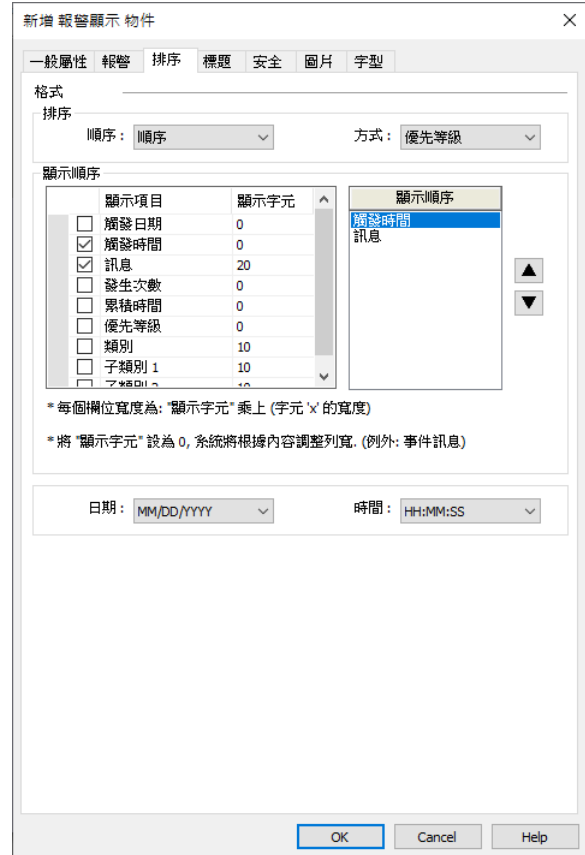 新增 報警顯示 物件
一般屬性 報警 排序 標題 安全 圖片 字型
格式
排序
順序： 順序 方式： 優先等級
顯示順序
顯示項目 顯示字元
觸發日期 0
觸發時間 0
訊息 20
發生次數 0
累積時間 0
優先等級 0
類別 10
子類別 1 10
子類別 2 10
顯示順序
觸發時間
訊息
* 每個欄位寬度為: "顯示字元" 乘上 (字元 'x' 的寬度)
* 將 "顯示字元" 設為 0, 系統將根據內容調整列寬. (例外: 事件訊息)
日期： MM/DD/YYYY 時間： HH:MM:SS
OK Cancel Help